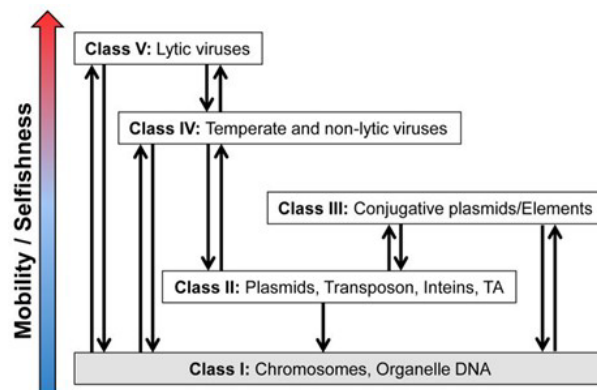 Mobility / Selfishness
Class V: Lytic viruses
Class IV: Temperate and non-lytic viruses
Class III: Conjugative plasmids/Elements
Class II: Plasmids, Transposon, Inteins, TA
Class I: Chromosomes, Organelle DNA